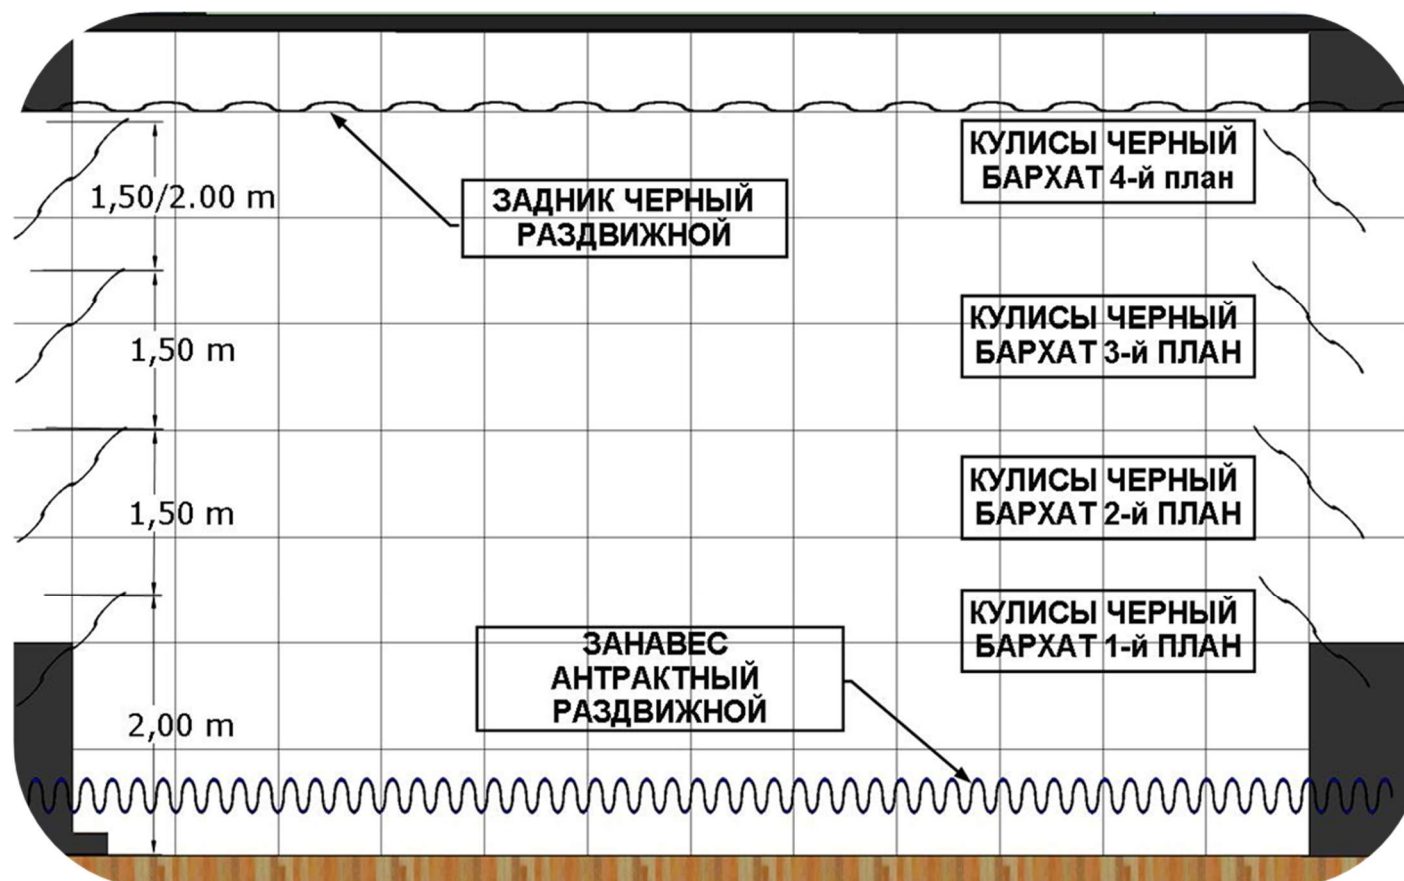 КУЛИСЫ ЧЕРНЫЙ
БАРХАТ 4-й план
1,50/2.00 m
ЗАДНИК ЧЕРНЫЙ
РАЗДВИЖНОЙ
КУЛИСЫ ЧЕРНЫЙ
БАРХАТ 3-й ПЛАН
1,50 m
КУЛИСЫ ЧЕРНЫЙ
БАРХАТ 2-й ПЛАН
1,50 m
КУЛИСЫ ЧЕРНЫЙ
БАРХАТ 1-й ПЛАН
ЗАНАВЕС
АНТРАКТНЫЙ
РАЗДВИЖНОЙ
2,00 m